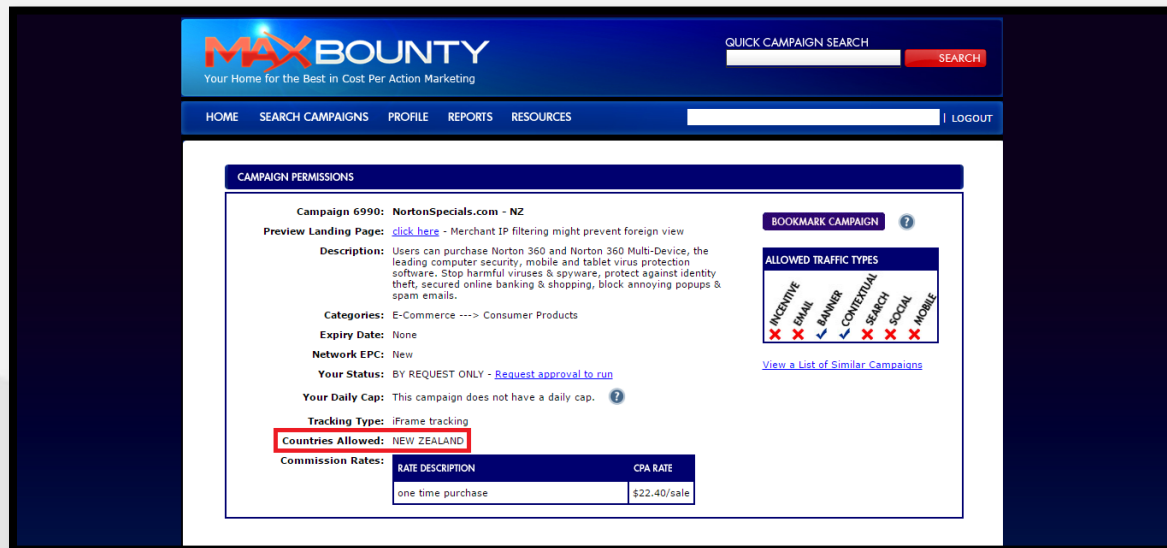 MAXBOUNTY
Your Home for the Best in Cost Per Action Marketing
QUICK CAMPAIGN SEARCH
SEARCH
HOME SEARCH CAMPAIGNS PROFILE REPORTS RESOURCES | LOGOUT
CAMPAIGN PERMISSIONS
Campaign 6990: NortonSpecials.com - NZ
Preview Landing Page: click here - Merchant IP filtering might prevent foreign view
Description: Users can purchase Norton 360 and Norton 360 Multi-Device, the
leading computer security, mobile and tablet virus protection
software. Stop harmful viruses & spyware, protect against identity
theft, secured online banking & shopping, block annoying popups &
spam emails.
Categories: E-Commerce ---> Consumer Products
Expiry Date: None
Network EPC: New
Your Status: BY REQUEST ONLY - Request approval to run
Your Daily Cap: This campaign does not have a daily cap. ?
Tracking Type: iFrame tracking
Countries Allowed: NEW ZEALAND
Commission Rates:
RATE DESCRIPTION CPA RATE
one time purchase $22.40/sale
BOOKMARK CAMPAIGN ?
ALLOWED TRAFFIC TYPES
INCENTIVE EMAIL BANNER CONTEXTUAL SEARCH SOCIAL MOBILE
View a List of Similar Campaigns